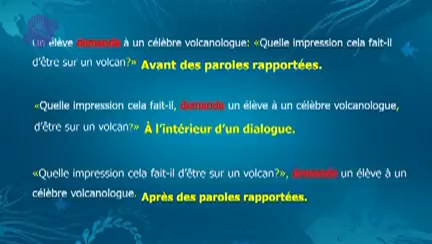 Un élève demande à un célèbre volcanologue: «Quelle impression cela fait-il
d'être sur un volcan?» Avant des paroles rapportées.
«Quelle impression cela fait-il, demande un élève à un célèbre volcanologue,
d'être sur un volcan?» À l'intérieur d'un dialogue.
«Quelle impression cela fait-il d'être sur un volcan?», demande un élève à un
célèbre volcanologue. Après des paroles rapportées.